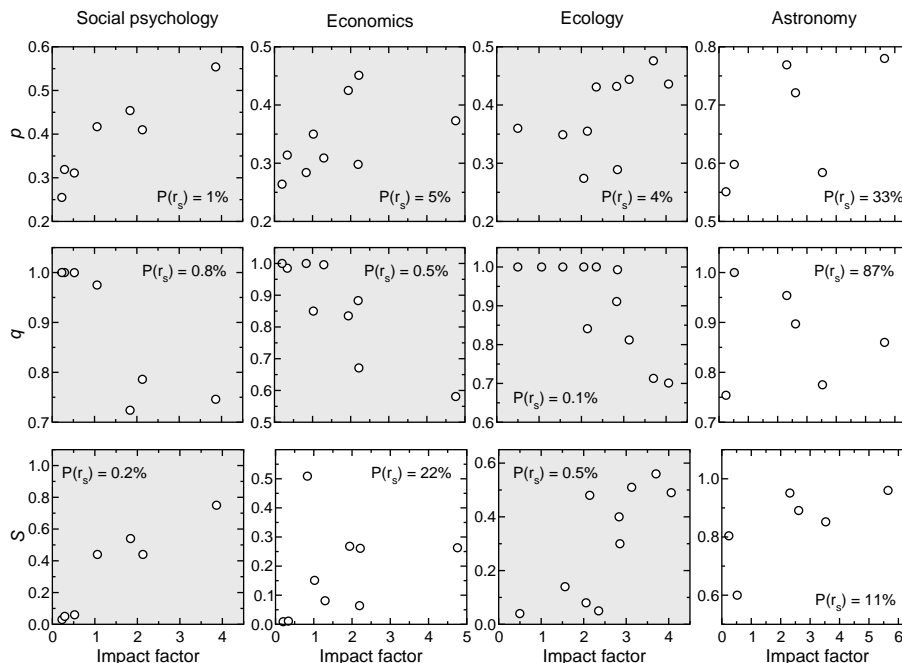 Social psychology Economics Ecology Astronomy
0.6 0.5 0.5 0.8
0.5 0.4 0.4 0.7
p 0.4 0.3 0.3 0.6
0.3
0.2 0.2 0.2 0.5
P(r_s) = 1% P(r_s) = 5% P(r_s) = 4% P(r_s) = 33%
1.0 1.0 1.0 1.0
P(r_s) = 0.8% P(r_s) = 0.5% P(r_s) = 87%
0.9 0.9 0.9 0.9
q 0.8 0.8 0.8 0.8
0.7 0.7
0.6 P(r_s) = 0.1%
0.7 0.5 0.6 0.7
1.0 0.5 0.6 1.0
P(r_s) = 0.2% P(r_s) = 22% P(r_s) = 0.5%
0.8 0.4 0.4 0.8
S 0.6 0.3
0.4 0.2 0.2 0.6
0.2 0.1 P(r_s) = 11%
0.0 0.0 0.0
0 1 2 3 4 0 1 2 3 4 5 0 1 2 3 4 0 1 2 3 4 5 6
Impact factor Impact factor Impact factor Impact factor